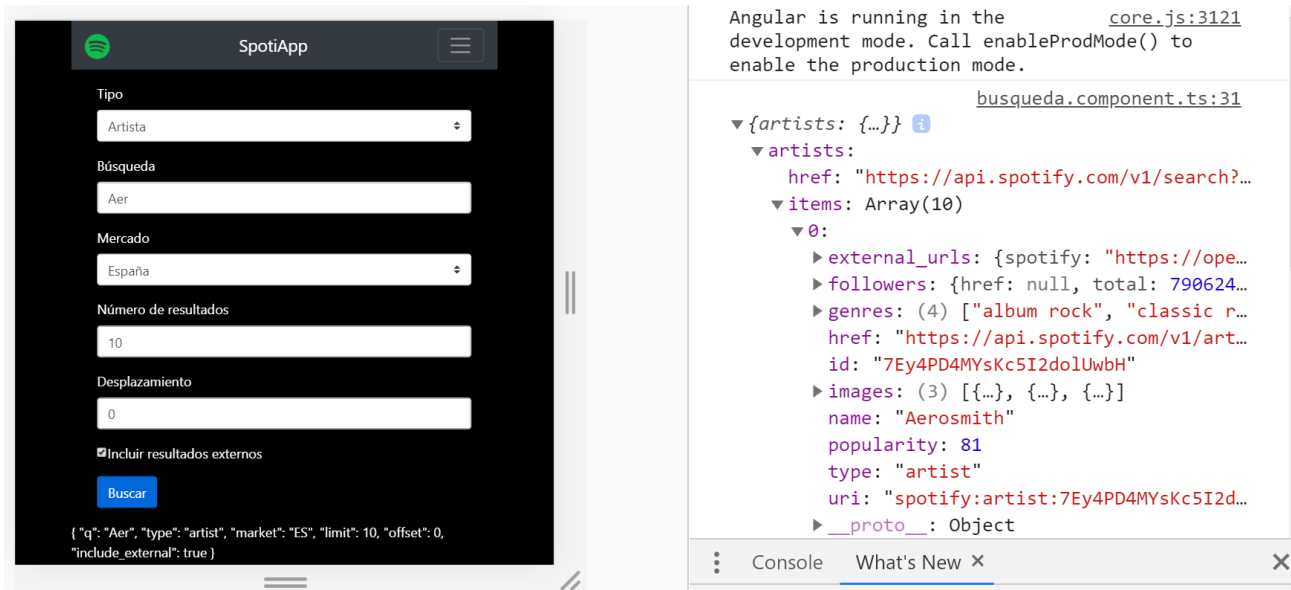 SpotiApp
Tipo
Artista
Búsqueda
Aer
Mercado
España
Número de resultados
10
Desplazamiento
0
Incluir resultados externos
Buscar
{ "q": "Aer", "type": "artist", "market": "ES", "limit": 10, "offset": 0,
"include_external": true }
Angular is running in the core.js:3121
development mode. Call enableProdMode() to
enable the production mode.
busqueda.component.ts:31
▼{artists: {…}} i
▼artists:
href: "https://api.spotify.com/v1/search?…
▼items: Array(10)
▼0:
▶external_urls: {spotify: "https://ope…
▶followers: {href: null, total: 790624…
▶genres: (4) ["album rock", "classic r…
href: "https://api.spotify.com/v1/art…
id: "7Ey4PD4MYsKc5I2dolUwbH"
▶images: (3) [{…}, {…}, {…}]
name: "Aerosmith"
popularity: 81
type: "artist"
uri: "spotify:artist:7Ey4PD4MYsKc5I2d…
▶__proto__: Object
Console What's New ×